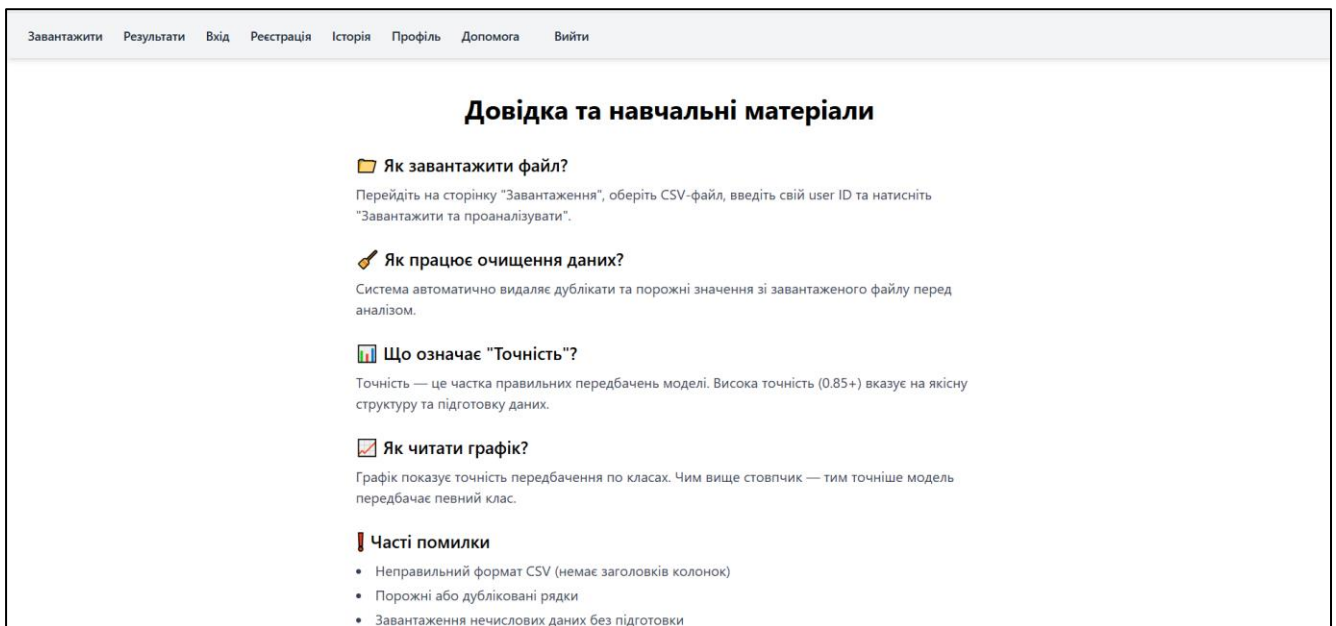 Завантажити Результати Вхід Реєстрація Історія Профіль Допомога Вийти
Довідка та навчальні матеріали
Як завантажити файл?
Перейдіть на сторінку "Завантаження", оберіть CSV-файл, введіть свій user ID та натисніть
"Завантажити та проаналізувати".
Як працює очищення даних?
Система автоматично видаляє дублікати та порожні значення зі завантаженого файлу перед
аналізом.
Що означає "Точність"?
Точність — це частка правильних передбачень моделі. Висока точність (0.85+) вказує на якісну
структуру та підготовку даних.
Як читати графік?
Графік показує точність передбачення по класах. Чим вище стовпчик — тим точніше модель
передбачає певний клас.
Часті помилки
• Неправильний формат CSV (немає заголовків колонок)
• Порожні або дубліковані рядки
• Завантаження нечислових даних без підготовки